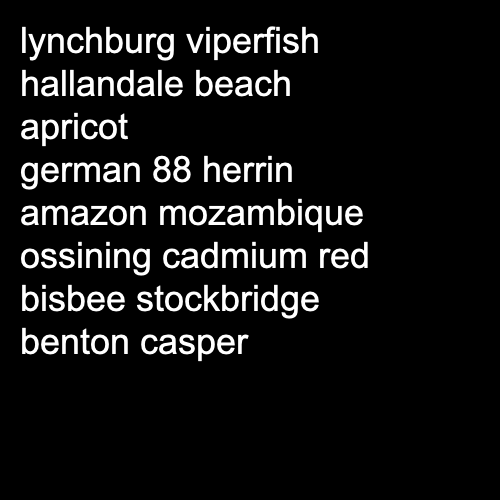 lynchburg viperfish
hallandale beach
apricot
german 88 herrin
amazon mozambique
ossining cadmium red
bisbee stockbridge
benton casper